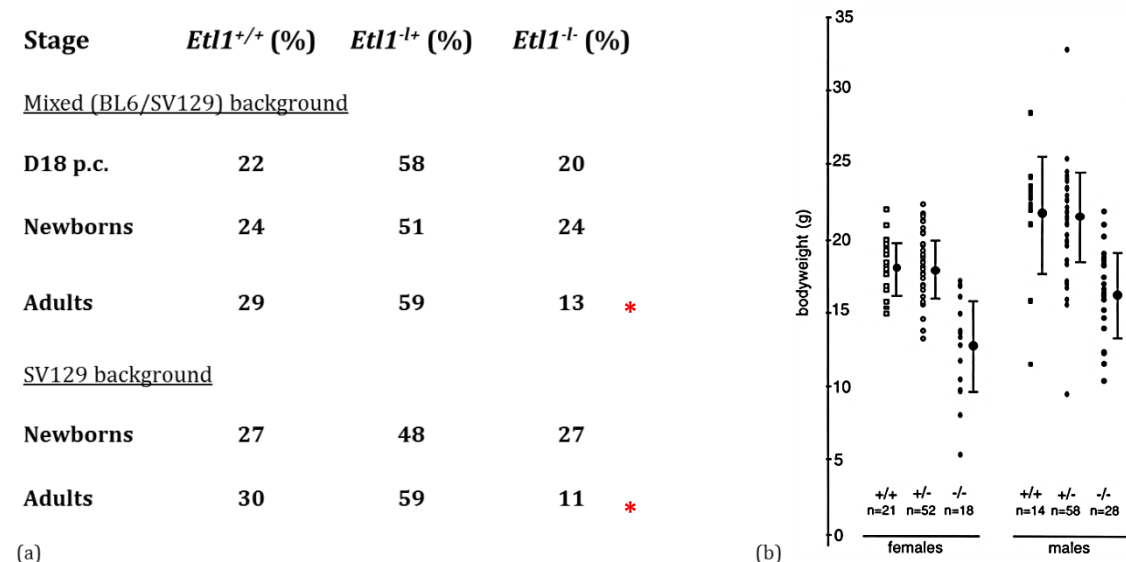 Stage Etl1+/+ (%) Etl1-l+ (%) Etl1-l- (%)
Mixed (BL6/SV129) background
D18 p.c. 22 58 20
Newborns 24 51 24
Adults 29 59 13 *
SV129 background
Newborns 27 48 27
Adults 30 59 11 *
(a)
bodyweight (g)
35
30
25
20
15
10
5
0
+/+ +/- -/- +/+ +/- -/-
n=21 n=52 n=18 n=14 n=58 n=28
females males
(b)